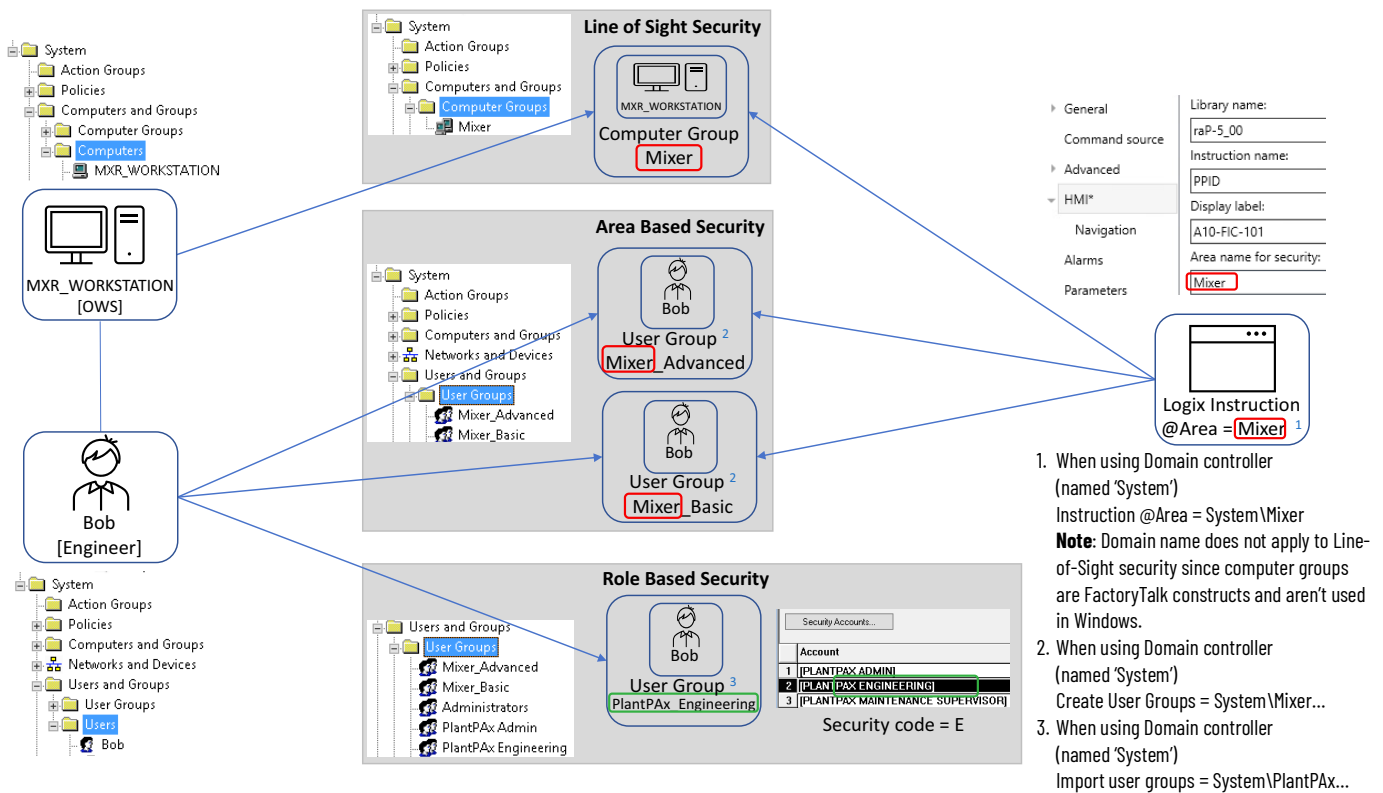 System
Action Groups
Policies
Computers and Groups
Computer Groups
Computers
MXR_WORKSTATION
MXR_WORKSTATION
[OWS]
Bob
[Engineer]
System
Action Groups
Policies
Computers and Groups
Networks and Devices
Users and Groups
User Groups
Users
Bob
Line of Sight Security
System
Action Groups
Policies
Computers and Groups
Computer Groups
Mixer
MXR_WORKSTATION
Computer Group
Mixer
Area Based Security
System
Action Groups
Policies
Computers and Groups
Networks and Devices
Users and Groups
User Groups
Mixer_Advanced
Mixer_Basic
Bob
User Group 2
Mixer_Advanced
Bob
User Group 2
Mixer_Basic
Role Based Security
Users and Groups
User Groups
Mixer_Advanced
Mixer_Basic
Administrators
PlantPAx Admin
PlantPAx Engineering
Bob
User Group 3
PlantPAx_Engineering
Security Accounts...
Account
1 [PLANTPAX ADMIN]
2 [PLANTPAX ENGINEERING]
3 [PLANTPAX MAINTENANCE SUPERVISOR]
Security code = E
General
Command source
Advanced
HMI*
Navigation
Alarms
Parameters
Library name:
raP-5_00
Instruction name:
PPID
Display label:
A10-FIC-101
Area name for security:
Mixer
Logix Instruction
@Area = Mixer 1
1. When using Domain controller
(named ‘System’)
Instruction @Area = System\Mixer
Note: Domain name does not apply to Line-
of-Sight security since computer groups
are FactoryTalk constructs and aren’t used
in Windows.
2. When using Domain controller
(named ‘System’)
Create User Groups = System\Mixer...
3. When using Domain controller
(named ‘System’)
Import user groups = System\PlantPAx...